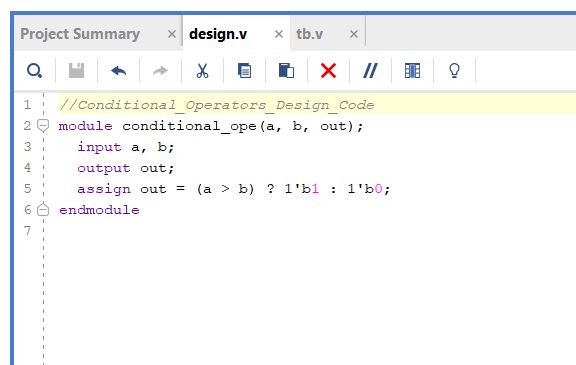 Project Summary × design.v × tb.v ×
1 //Conditional_Operators_Design_Code
2 module conditional_ope(a, b, out);
3   input a, b;
4   output out;
5   assign out = (a > b) ? 1'b1 : 1'b0;
6 endmodule
7